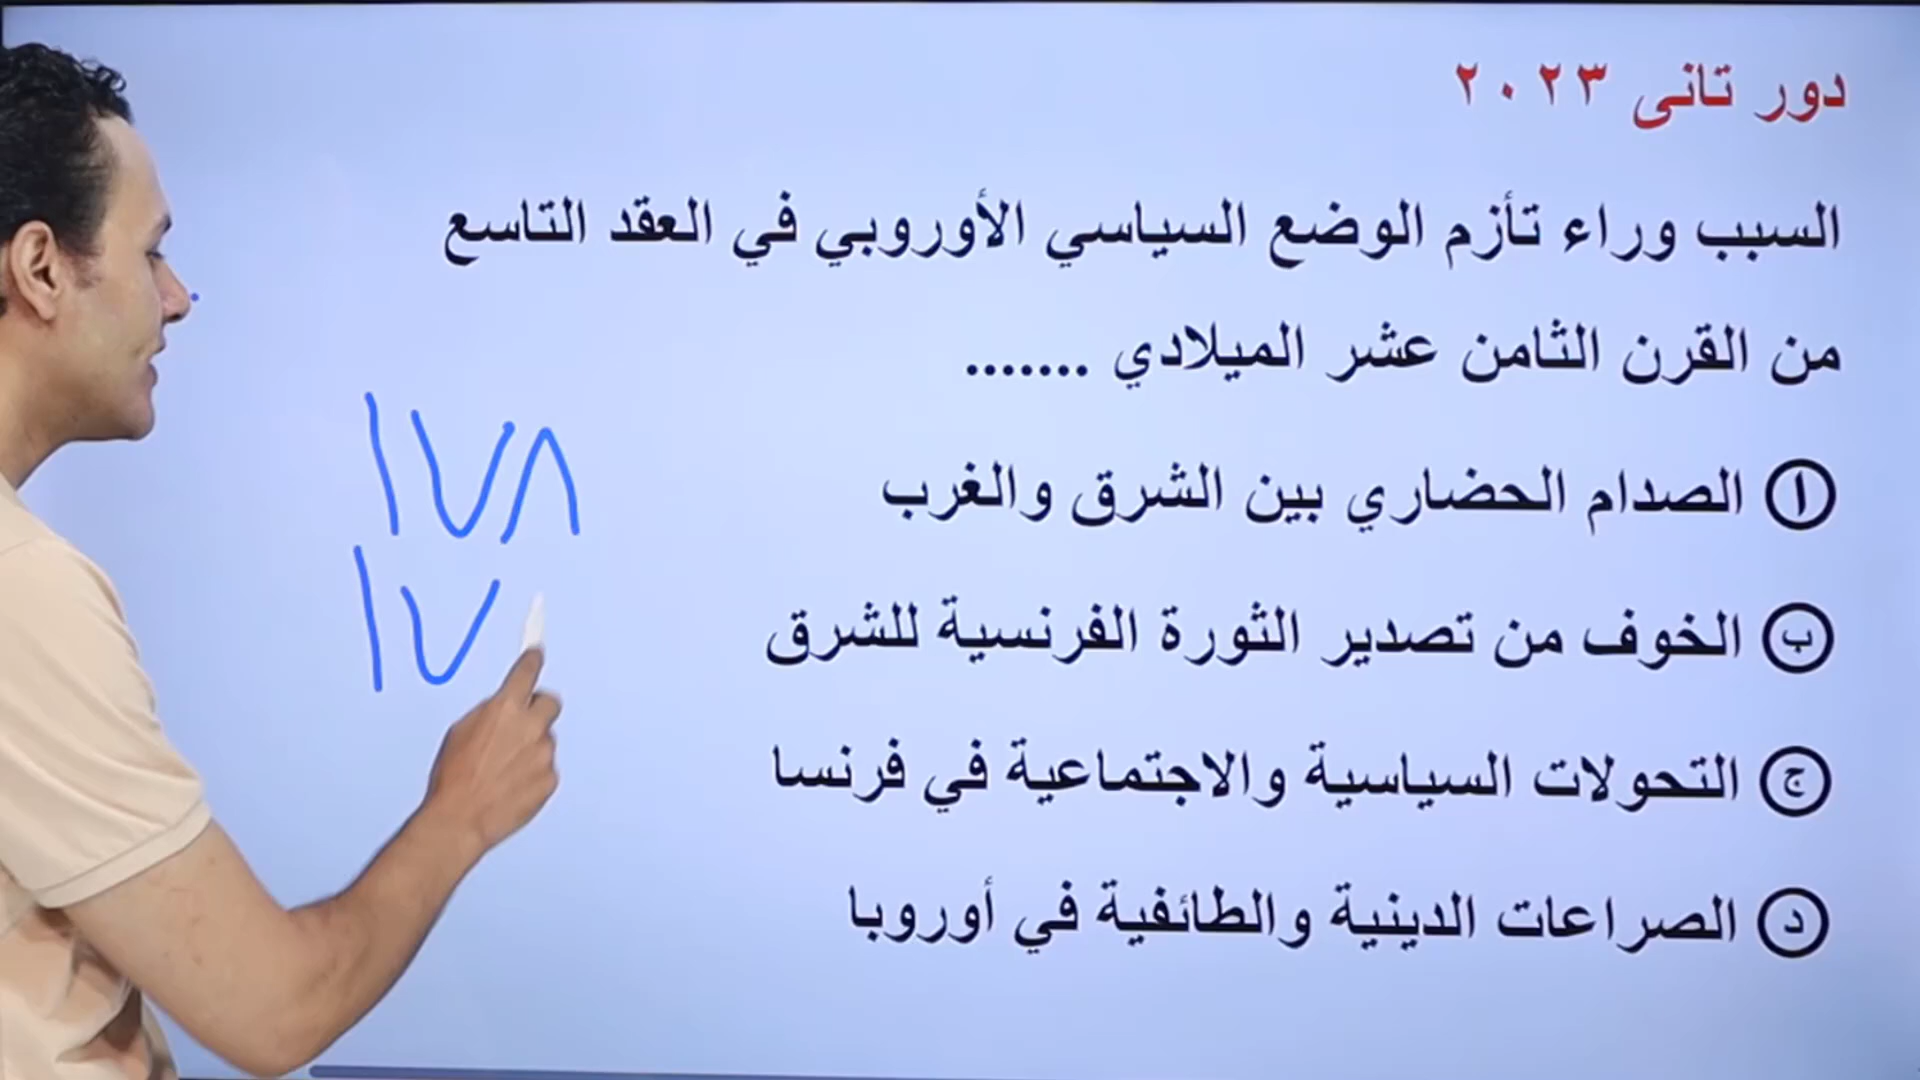 دور تانى ٢٠٢٣
السبب وراء تأزم الوضع السياسي الأوروبي في العقد التاسع
من القرن الثامن عشر الميلادي .......
ا الصدام الحضاري بين الشرق والغرب
ب الخوف من تصدير الثورة الفرنسية للشرق
ج التحولات السياسية والاجتماعية في فرنسا
د الصراعات الدينية والطائفية في أوروبا
١٧٨
١٧